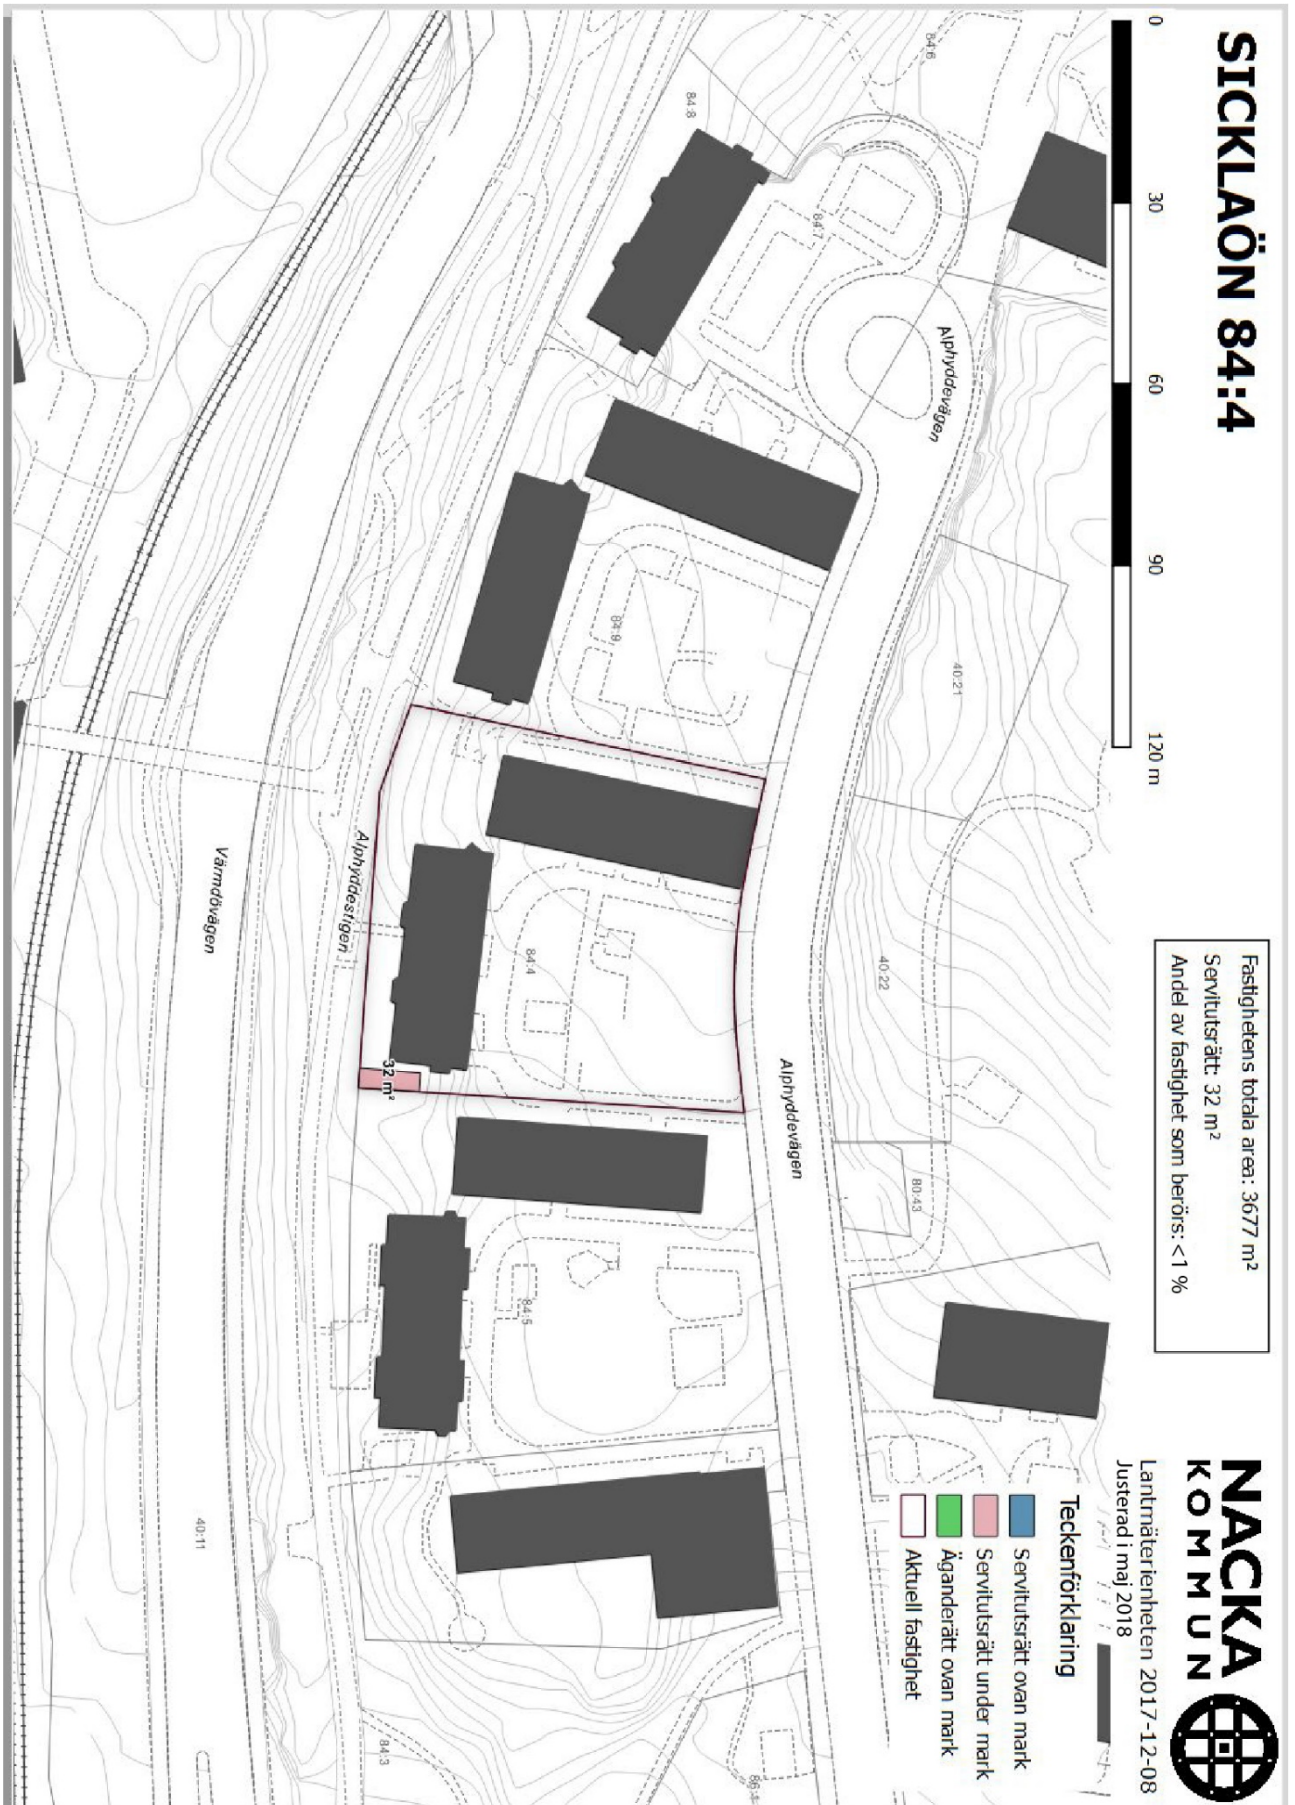 SICKLAÖN 84:4
0 30 60 90 120 m
Fastighetens totala area: 3677 m²
Servitutsrätt: 32 m²
Andel av fastighet som berörs: <1 %
NACKA
KOMMUN
Lantmäterienheten 2017-12-08
Justerad i maj 2018
Teckenförklaring
Servitutsrätt ovan mark
Servitutsrätt under mark
Äganderätt ovan mark
Aktuell fastighet
84:6
84:8
84:7
Alphyddevägen
40:21
84:9
40:22
Alphyddevägen
80:43
84:4
32 m²
84:5
Alphyddestigen
Värmdövägen
40:11
84:3